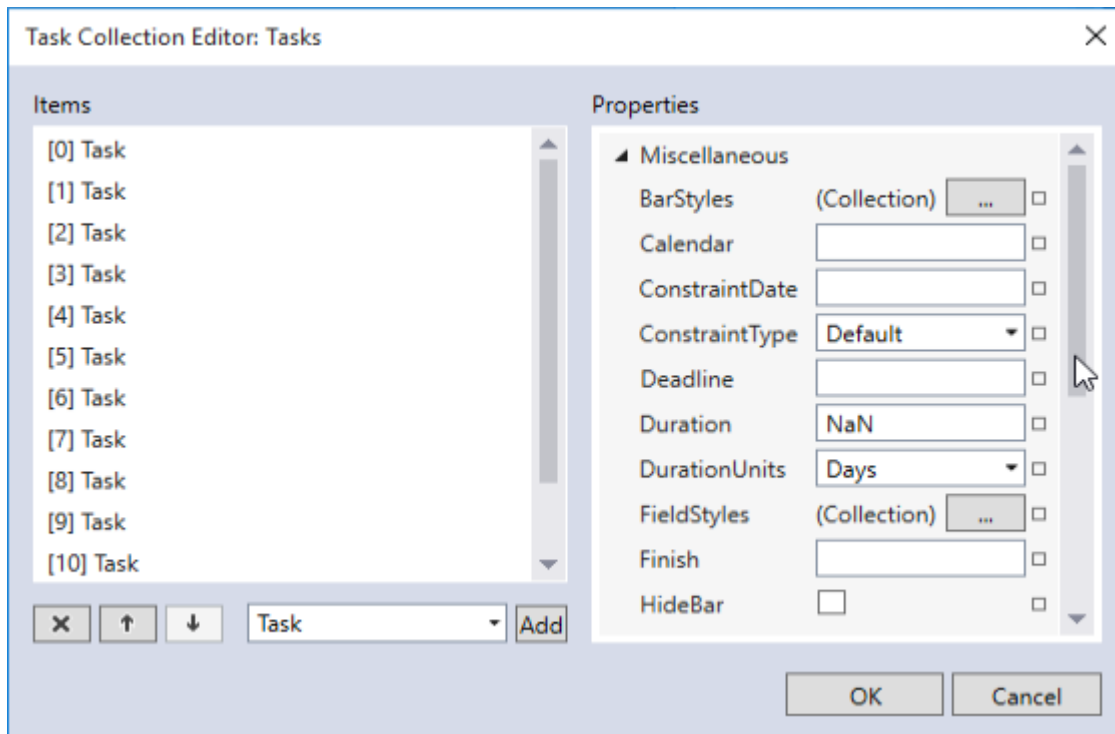 Task Collection Editor: Tasks
Items
[0] Task
[1] Task
[2] Task
[3] Task
[4] Task
[5] Task
[6] Task
[7] Task
[8] Task
[9] Task
[10] Task
Task
Add
Properties
Miscellaneous
BarStyles (Collection) ...
Calendar
ConstraintDate
ConstraintType Default
Deadline
Duration NaN
DurationUnits Days
FieldStyles (Collection) ...
Finish
HideBar
OK Cancel